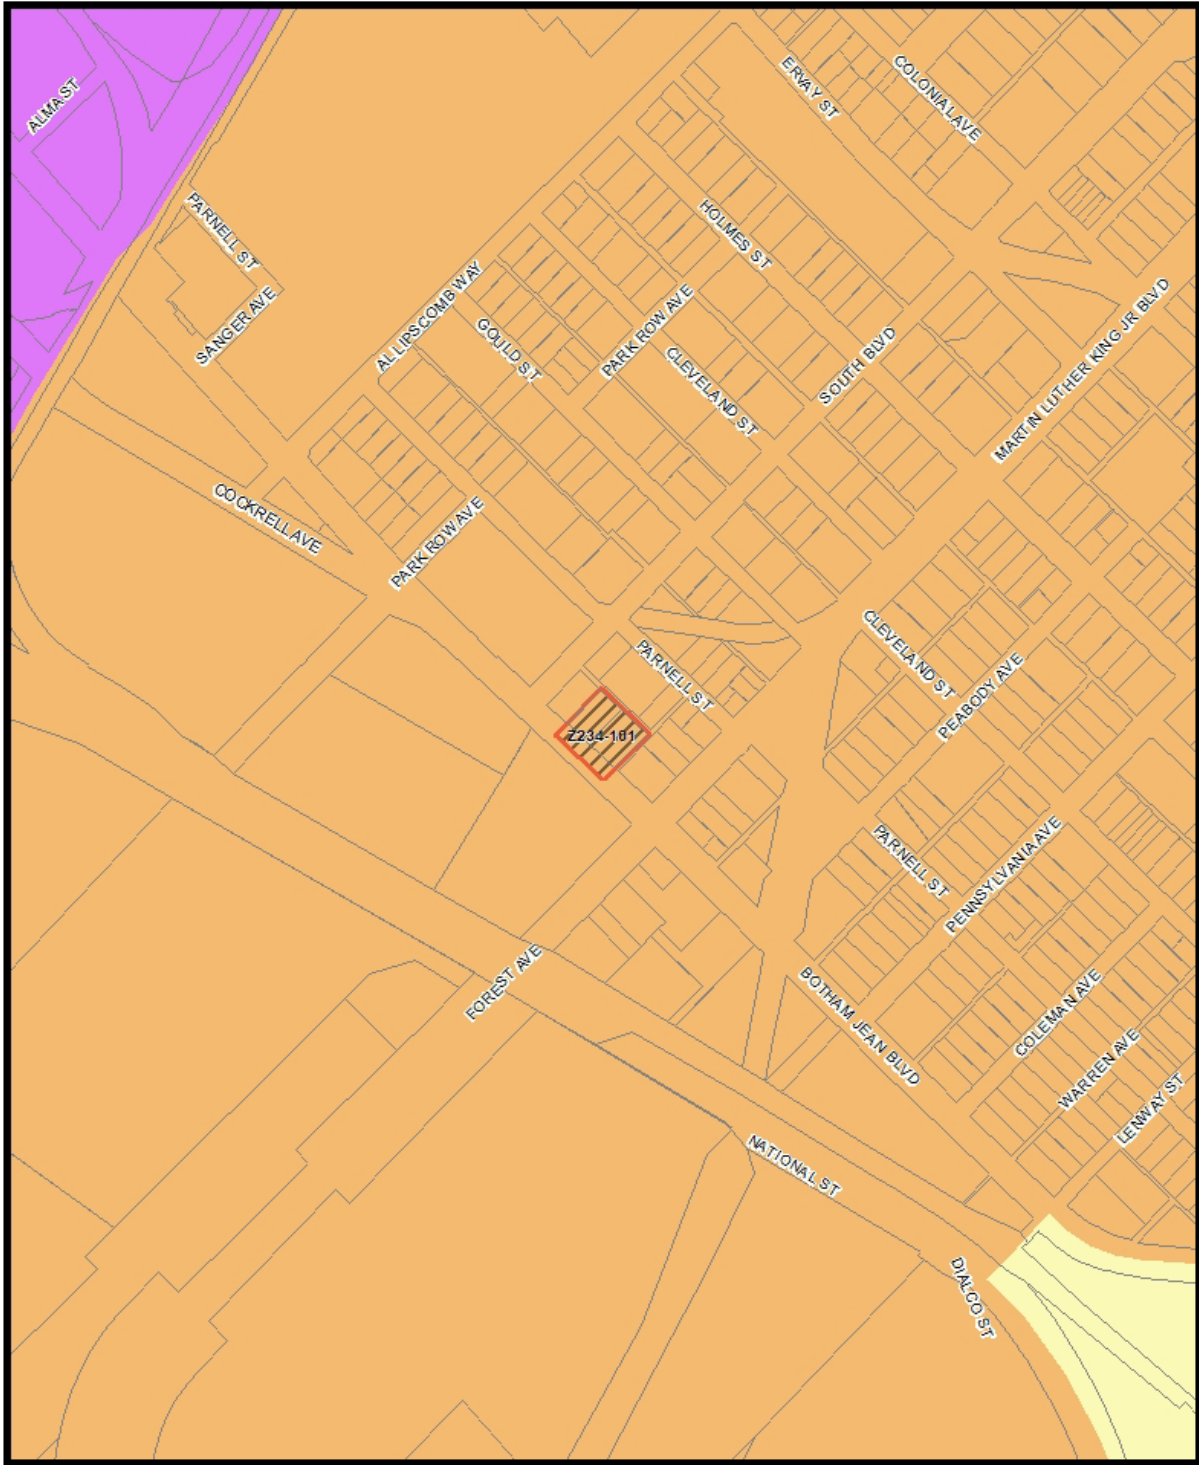 ERVAY ST
COLONIAL AVE
ALMA ST
PARNELL ST
HOLMES ST
SANGER AVE
AL LIPSCOMB WAY
GOULD ST
PARK ROW AVE
CLEVELAND ST
SOUTH BLVD
MARTIN LUTHER KING JR BLVD
COCKRELL AVE
PARK ROW AVE
PARNELL ST
CLEVELAND ST
PEABODY AVE
Z234-101
PARNELL ST
PENNSYLVANIA AVE
FOREST AVE
BOTHAM JEAN BLVD
COLEMAN AVE
WARREN AVE
LENWAY ST
NATIONAL ST
DIALCO ST